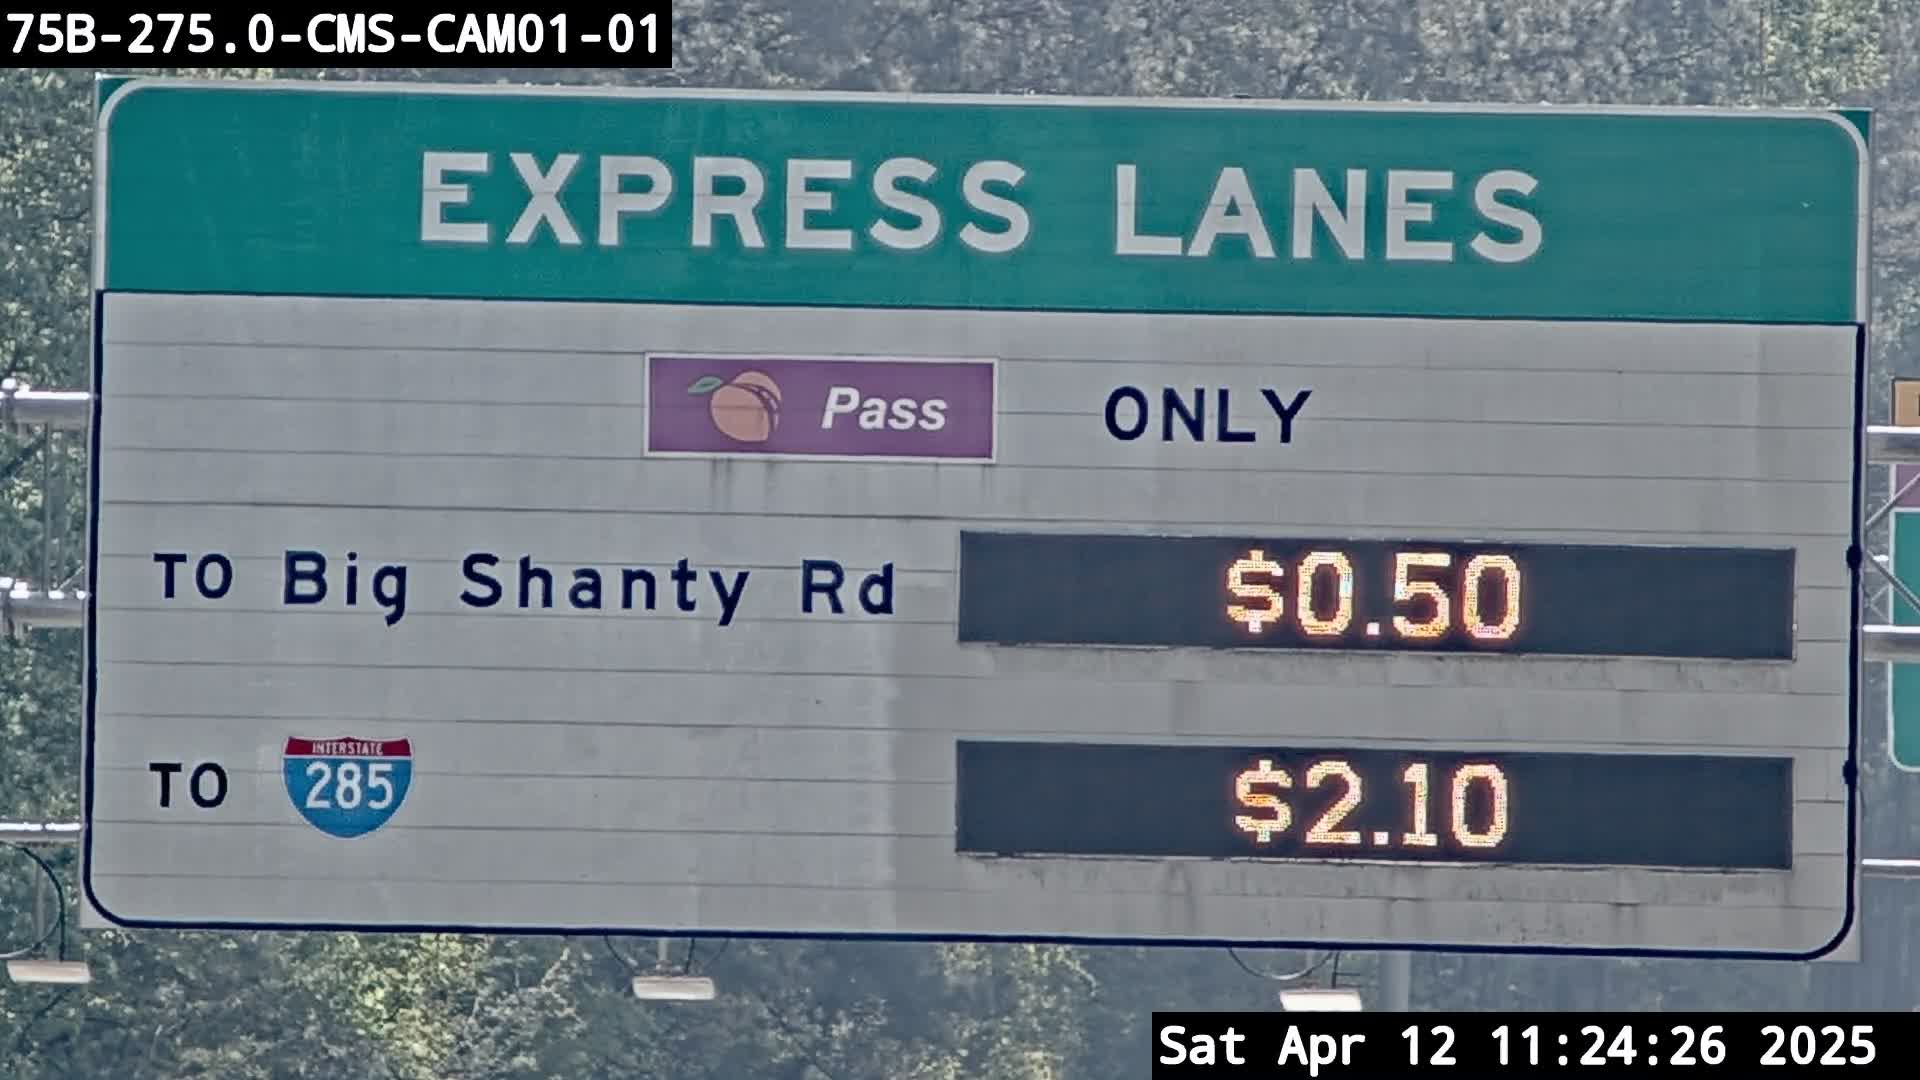 75B-275.0-CMS-CAM01-01
EXPRESS LANES
Pass ONLY
TO Big Shanty Rd $0.50
INTERSTATE
TO 285 $2.10
Sat Apr 12 11:24:26 2025